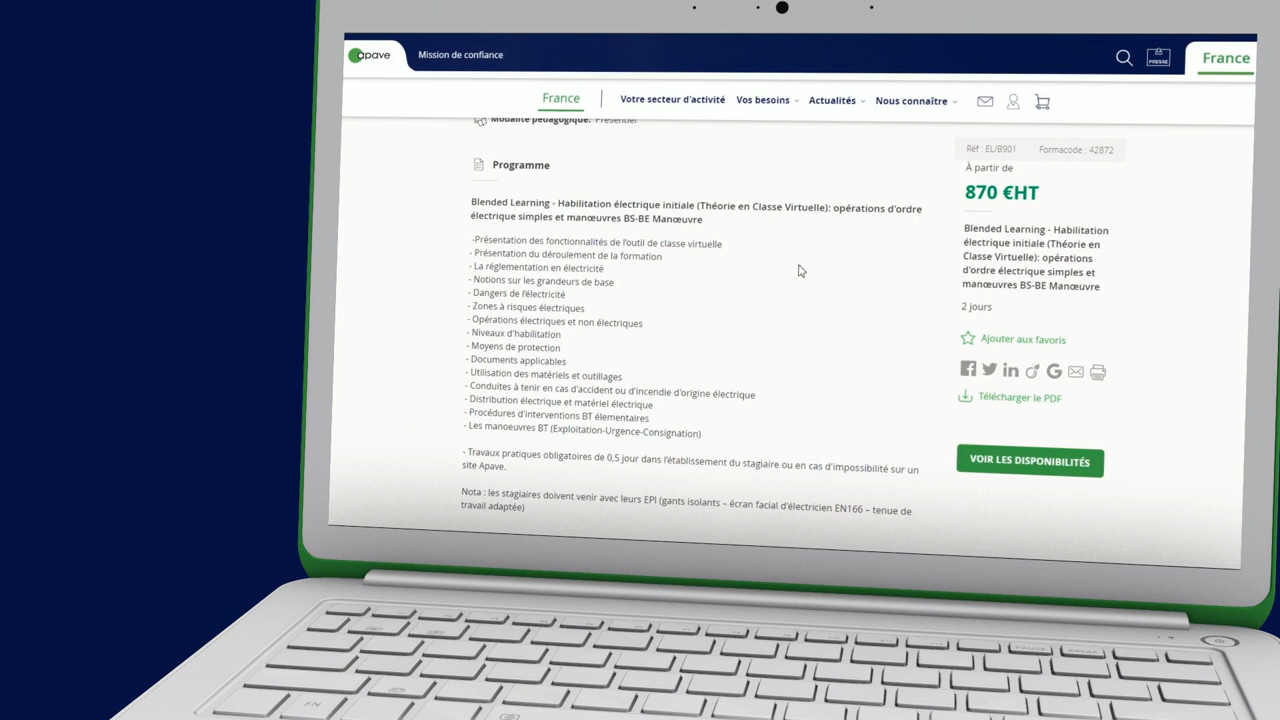 apave
Mission de confiance
PRESSE
France
France
Votre secteur d'activité
Vos besoins
Actualités
Nous connaître
Modalité pédagogique: Présentiel
Programme
Blended Learning - Habilitation électrique initiale (Théorie en Classe Virtuelle): opérations d'ordre
électrique simples et manœuvres BS-BE Manœuvre
-Présentation des fonctionnalités de l'outil de classe virtuelle
- Présentation du déroulement de la formation
- La réglementation en électricité
- Notions sur les grandeurs de base
- Dangers de l'électricité
- Zones à risques électriques
- Opérations électriques et non électriques
- Niveaux d'habilitation
- Moyens de protection
- Documents applicables
- Utilisation des matériels et outillages
- Conduites à tenir en cas d'accident ou d'incendie d'origine électrique
- Distribution électrique et matériel électrique
- Procédures d'interventions BT élementaires
- Les manoeuvres BT (Exploitation-Urgence-Consignation)
- Travaux pratiques obligatoires de 0,5 jour dans l'établissement du stagiaire ou en cas d'impossibilité sur un
site Apave.
Nota : les stagiaires doivent venir avec leurs EPI (gants isolants – écran facial d'électricien EN166 – tenue de
travail adaptée)
Réf : EL/B901
Formacode : 42872
À partir de
870 €HT
Blended Learning - Habilitation
électrique initiale (Théorie en
Classe Virtuelle): opérations
d'ordre électrique simples et
manœuvres BS-BE Manœuvre
2 jours
Ajouter aux favoris
Télécharger le PDF
VOIR LES DISPONIBILITÉS
PAUSE
BREAK
FN